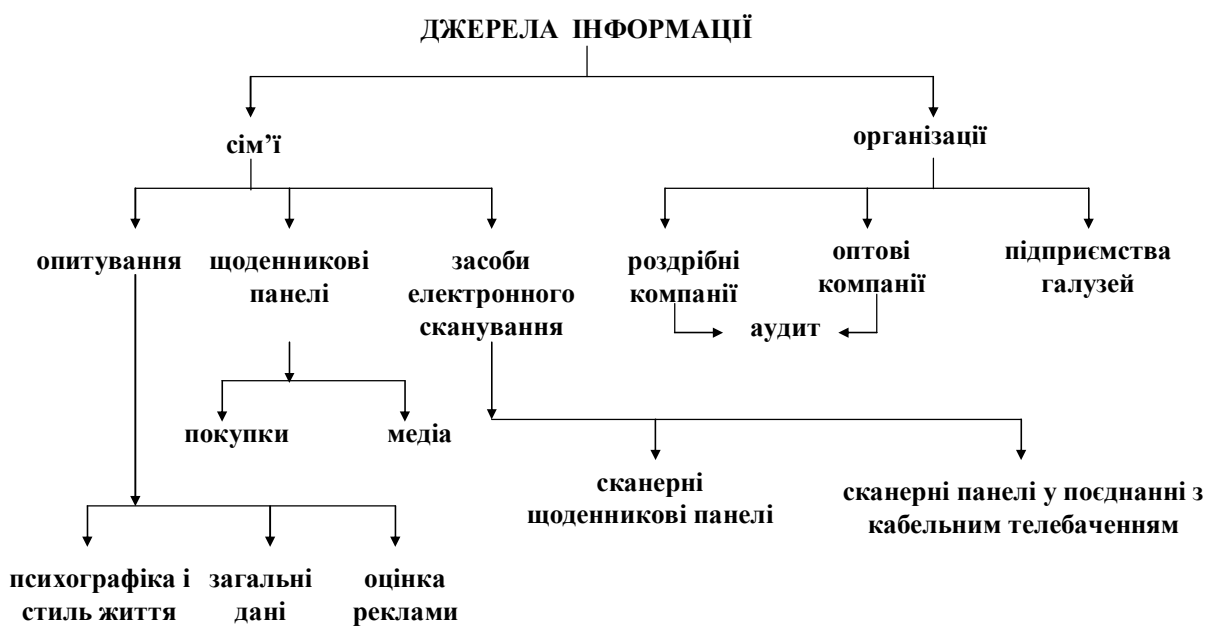 ДЖЕРЕЛА ІНФОРМАЦІЇ
сім’ї
організації
опитування
щоденникові
панелі
засоби
електронного
сканування
роздрібні
компанії
оптові
компанії
підприємства
галузей
аудит
покупки
медіа
сканерні
щоденникові панелі
сканерні панелі у поєднанні з
кабельним телебаченням
психографіка і
стиль життя
загальні
дані
оцінка
реклами